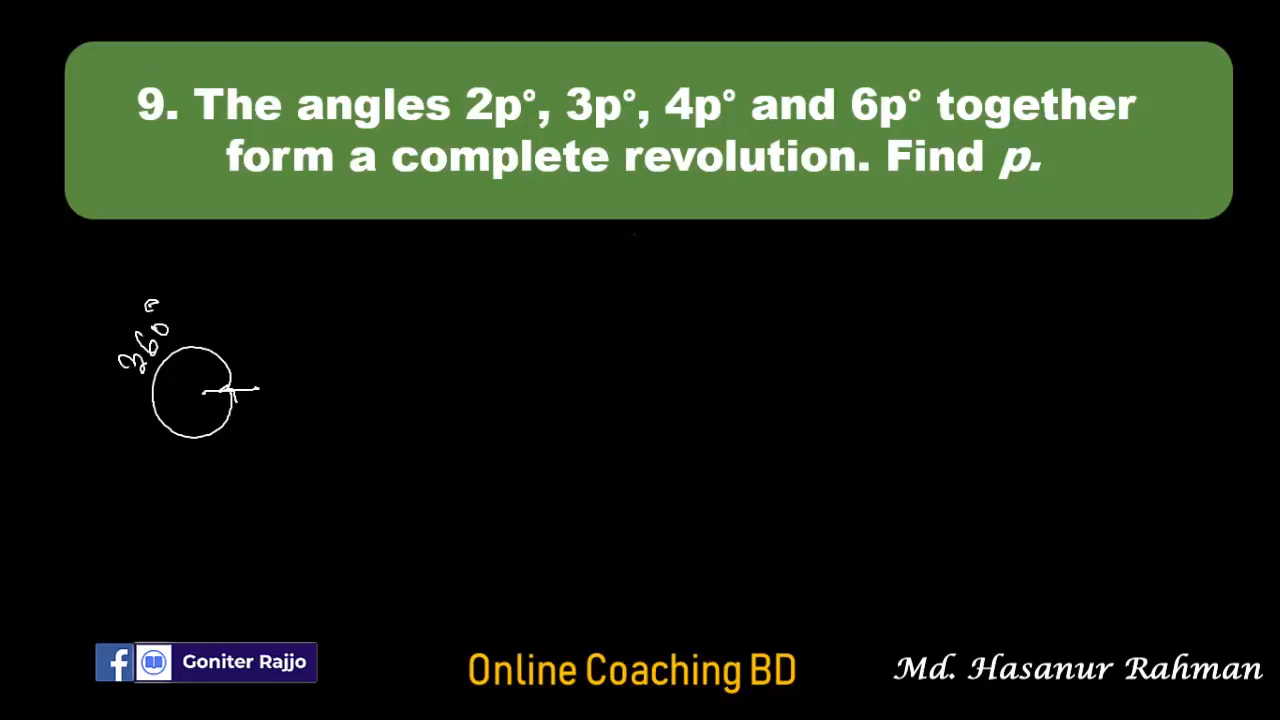 9. The angles 2p°, 3p°, 4p° and 6p° together
form a complete revolution. Find p.
360°
f Goniter Rajjo
Online Coaching BD
Md. Hasanur Rahman